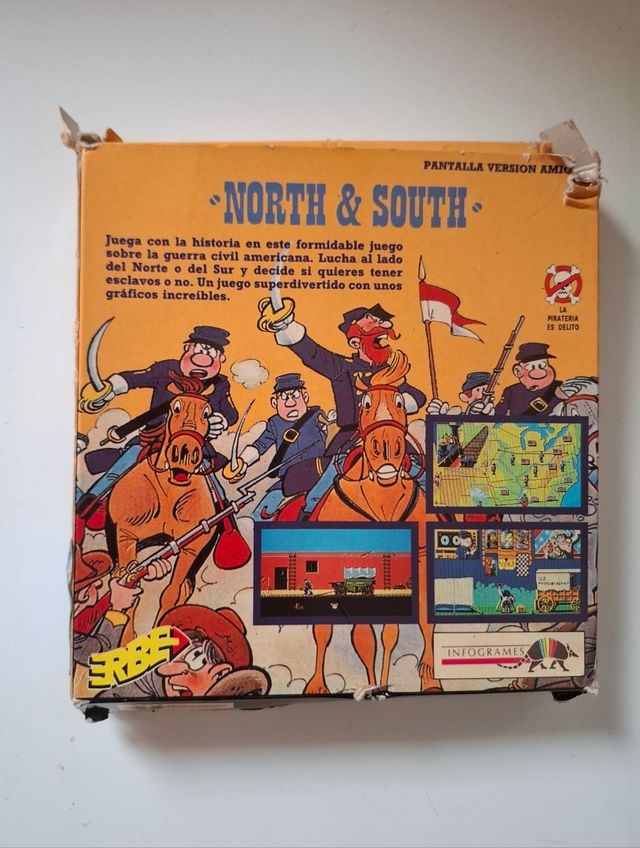 PANTALLA VERSION
NORTH & SOUTH
Juega con la historia en este formidable juego
sobre la guerra civil americana. Lucha al lado
del Norte o del Sur y decide si quieres tener
esclavos o no. Un juego superdivertido con unos
gráficos increíbles.
LA
PIRATERIA
ES DELITO
ERBE
INFOGRAMES